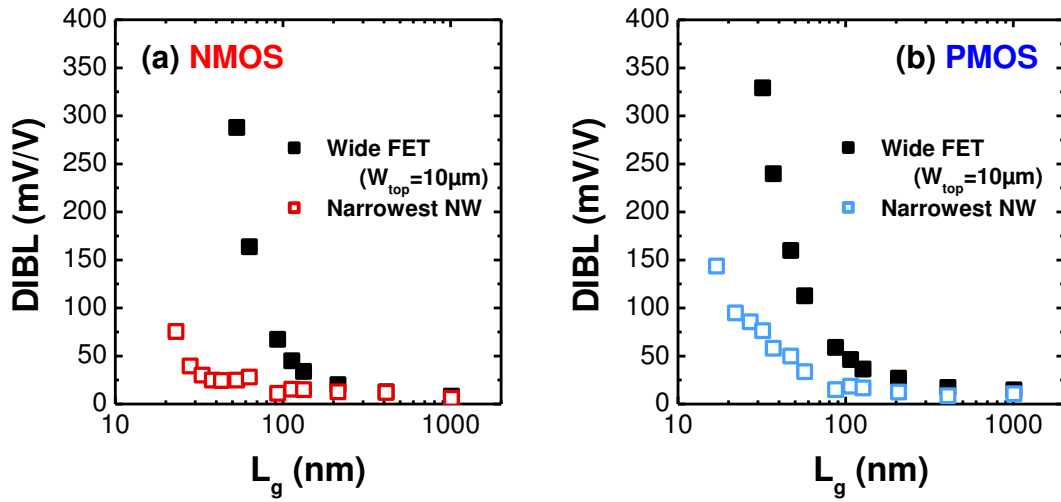 (a) NMOS
DIBL (mV/V)
400
350
300
250
200
150
100
50
0
Wide FET
(W_top=10µm)
Narrowest NW
10
100
1000
L_g (nm)
(b) PMOS
DIBL (mV/V)
400
350
300
250
200
150
100
50
0
Wide FET
(W_top=10µm)
Narrowest NW
10
100
1000
L_g (nm)